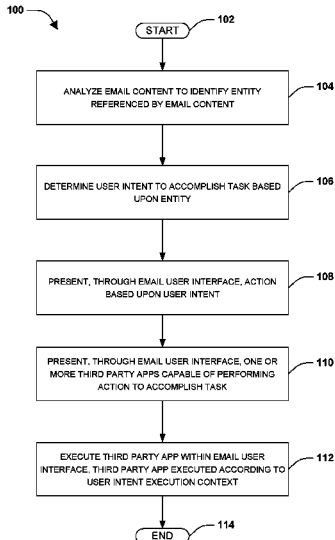 100
START
102
ANALYZE EMAIL CONTENT TO IDENTIFY ENTITY
REFERENCED BY EMAIL CONTENT
104
DETERMINE USER INTENT TO ACCOMPLISH TASK BASED
UPON ENTITY
106
PRESENT, THROUGH EMAIL USER INTERFACE, ACTION
BASED UPON USER INTENT
108
PRESENT, THROUGH EMAIL USER INTERFACE, ONE OR
MORE THIRD PARTY APPS CAPABLE OF PERFORMING
ACTION TO ACCOMPLISH TASK
110
EXECUTE THIRD PARTY APP WITHIN EMAIL USER
INTERFACE, THIRD PARTY APP EXECUTED ACCORDING TO
USER INTENT EXECUTION CONTEXT
112
END
114